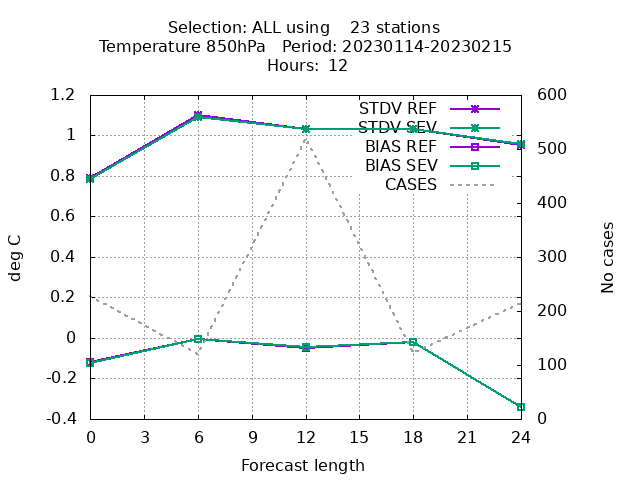 Selection: ALL using    23 stations
Temperature 850hPa   Period: 20230114-20230215
Hours:  12
1.2
1
0.8
0.6
0.4
0.2
0
-0.2
-0.4
deg C
STDV REF
STDV SEV
BIAS REF
BIAS SEV
CASES
600
500
400
300
200
100
0
No cases
0 3 6 9 12 15 18 21 24
Forecast length